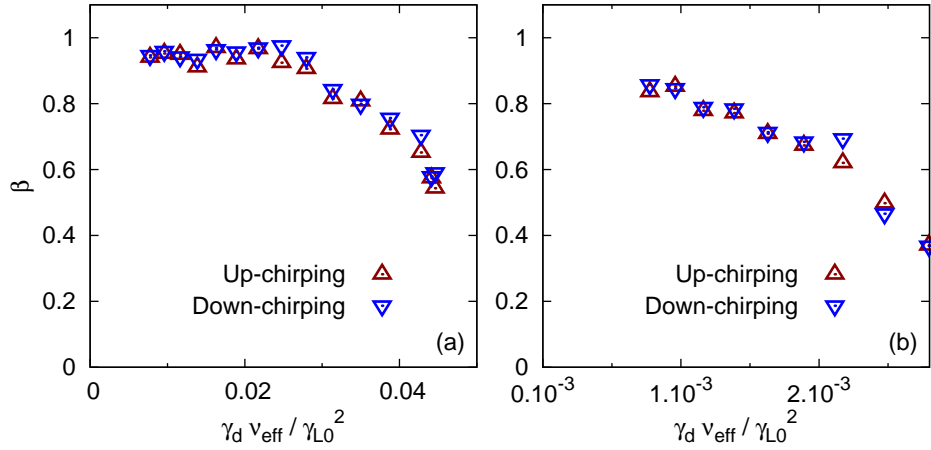 β
1
0.8
0.6
0.4
0.2
0
Up-chirping
Down-chirping
(a)
0
0.02
0.04
γd νeff / γL0²
1
0.8
0.6
0.4
0.2
0
Up-chirping
Down-chirping
(b)
0.10⁻³
1.10⁻³
2.10⁻³
γd νeff / γL0²